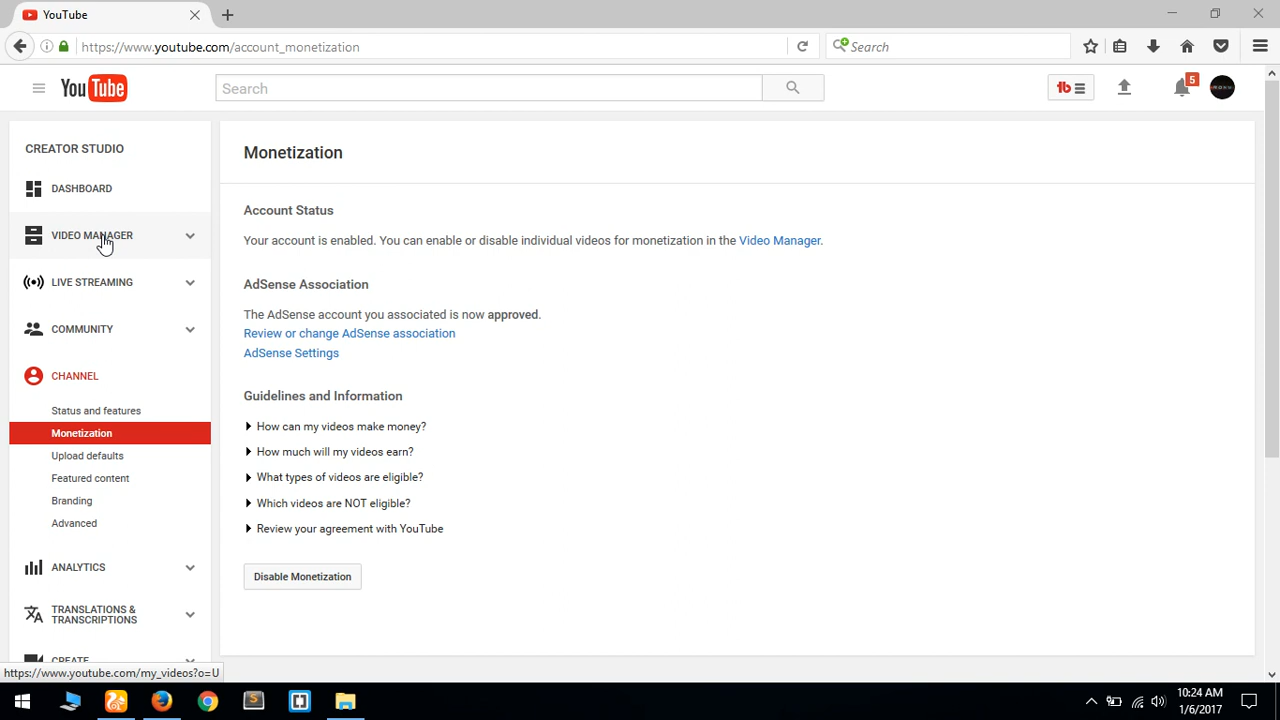 YouTube
https://www.youtube.com/account_monetization
Search
YouTube
Search
5
CREATOR STUDIO
DASHBOARD
VIDEO MANAGER
LIVE STREAMING
COMMUNITY
CHANNEL
Status and features
Monetization
Upload defaults
Featured content
Branding
Advanced
ANALYTICS
TRANSLATIONS &
TRANSCRIPTIONS
CREATE
Monetization
Account Status
Your account is enabled. You can enable or disable individual videos for monetization in the Video Manager.
AdSense Association
The AdSense account you associated is now approved.
Review or change AdSense association
AdSense Settings
Guidelines and Information
How can my videos make money?
How much will my videos earn?
What types of videos are eligible?
Which videos are NOT eligible?
Review your agreement with YouTube
Disable Monetization
https://www.youtube.com/my_videos?o=U
10:24 AM
1/6/2017